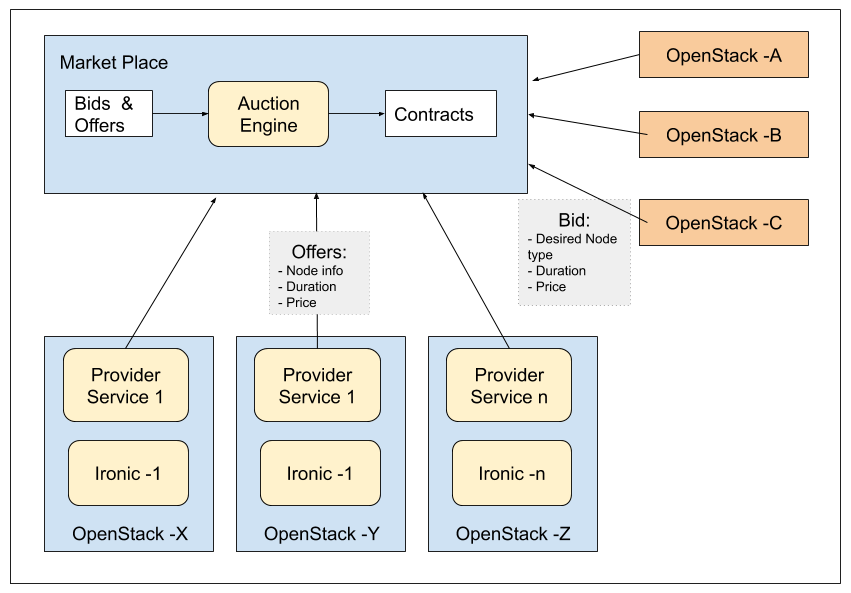 Market Place
Bids &
Offers
Auction
Engine
Contracts
OpenStack -A
OpenStack -B
OpenStack -C
Bid:
- Desired Node
type
- Duration
- Price
Offers:
- Node info
- Duration
- Price
Provider
Service 1
Ironic -1
OpenStack -X
Provider
Service 1
Ironic -1
OpenStack -Y
Provider
Service n
Ironic -n
OpenStack -Z